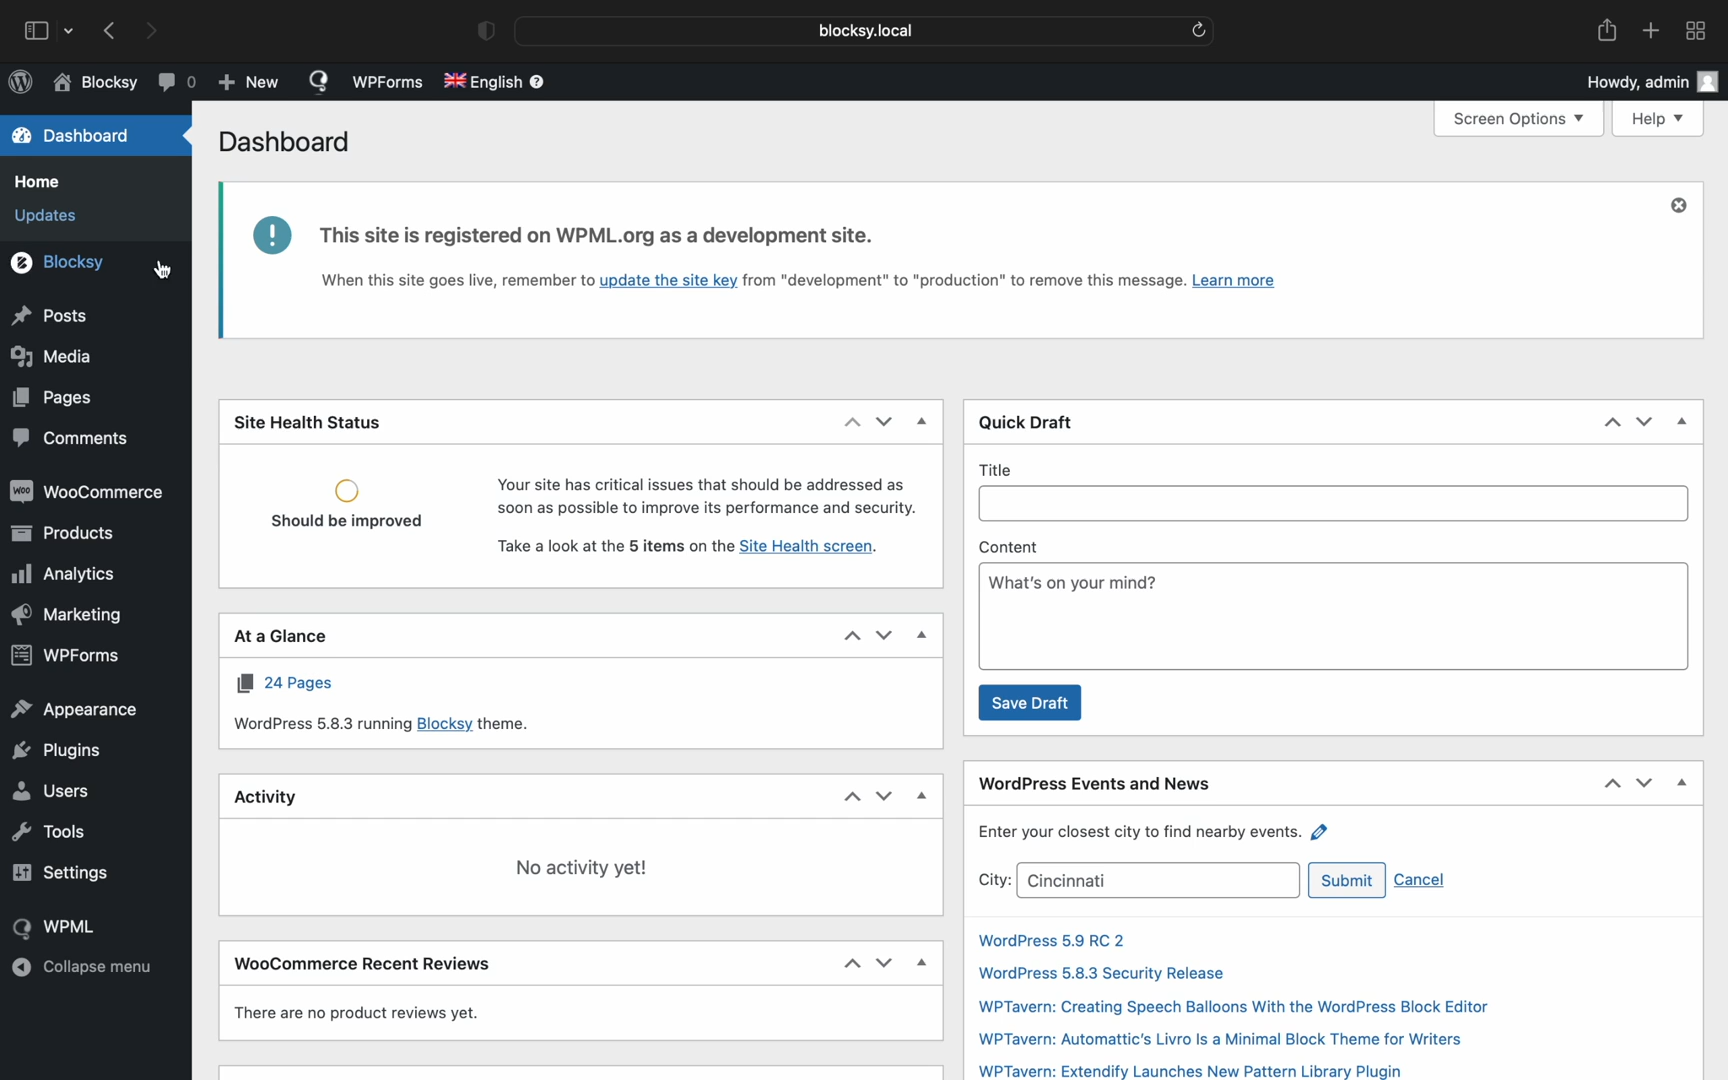 blocksy.local
Blocksy 0 New WPForms English Howdy, admin
Screen Options Help
Dashboard
Home
Updates
Blocksy
Posts
Media
Pages
Comments
WooCommerce
Products
Analytics
Marketing
WPForms
Appearance
Plugins
Users
Tools
Settings
WPML
Collapse menu
Dashboard
This site is registered on WPML.org as a development site.
When this site goes live, remember to update the site key from "development" to "production" to remove this message. Learn more
Site Health Status
Should be improved
Your site has critical issues that should be addressed as
soon as possible to improve its performance and security.
Take a look at the 5 items on the Site Health screen.
At a Glance
24 Pages
WordPress 5.8.3 running Blocksy theme.
Activity
No activity yet!
WooCommerce Recent Reviews
There are no product reviews yet.
Quick Draft
Title
Content
What's on your mind?
Save Draft
WordPress Events and News
Enter your closest city to find nearby events.
City: Cincinnati Submit Cancel
WordPress 5.9 RC 2
WordPress 5.8.3 Security Release
WPTavern: Creating Speech Balloons With the WordPress Block Editor
WPTavern: Automattic's Livro Is a Minimal Block Theme for Writers
WPTavern: Extendify Launches New Pattern Library Plugin